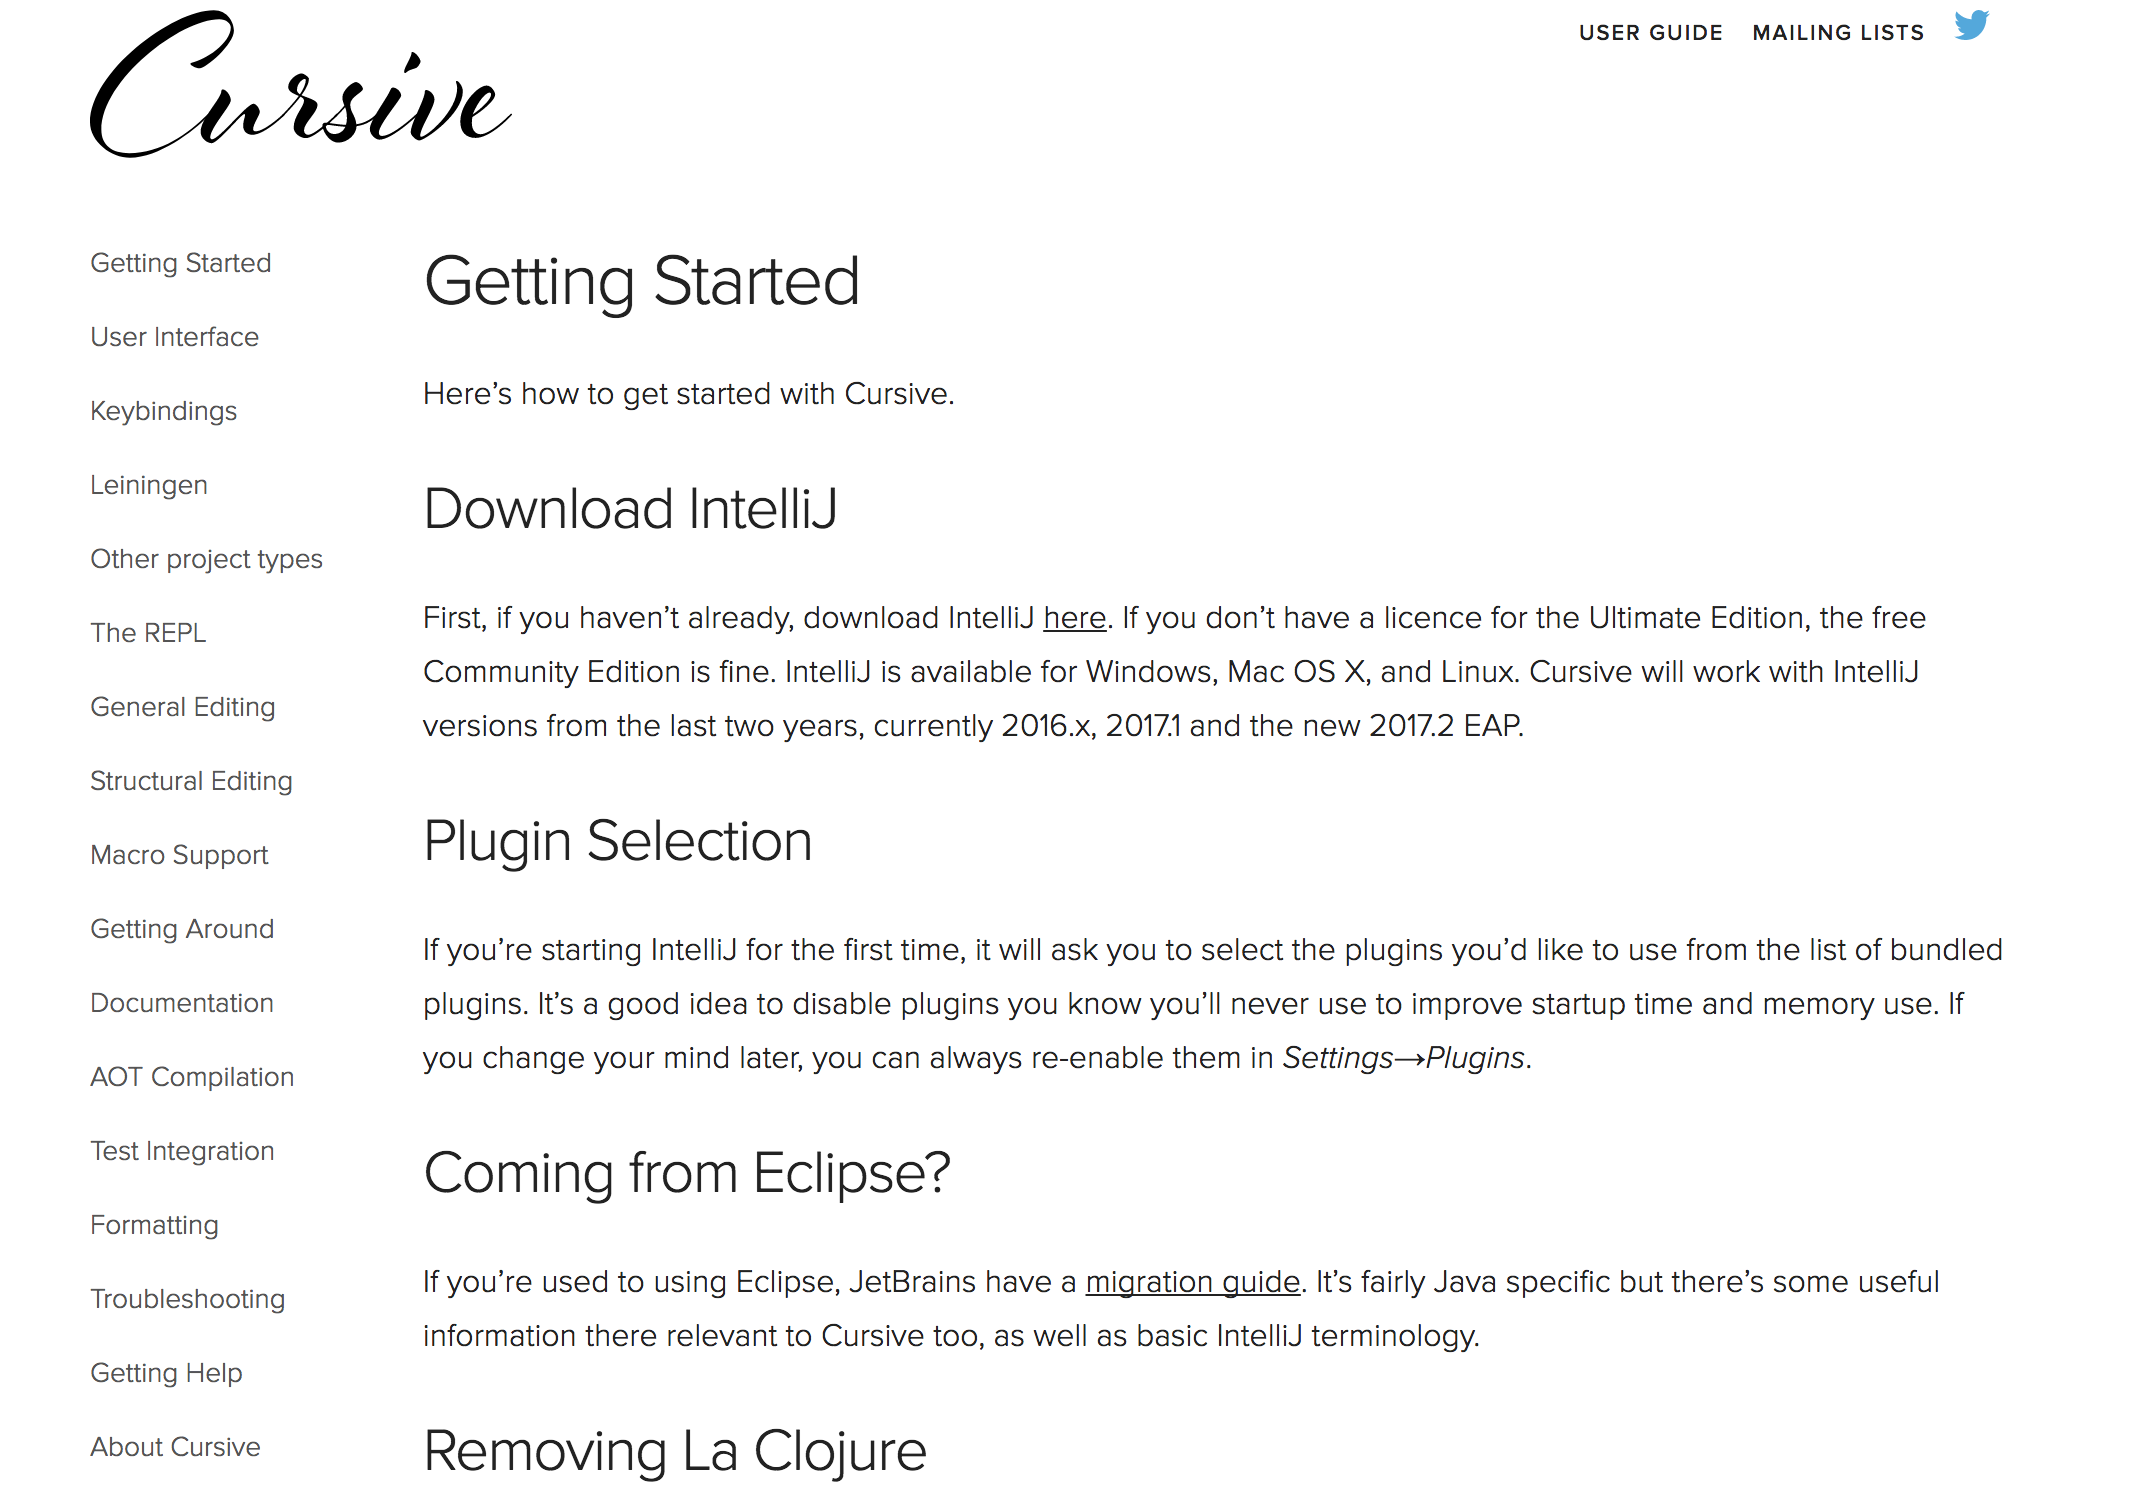 Cursive
USER GUIDE
MAILING LISTS
Getting Started
User Interface
Keybindings
Leiningen
Other project types
The REPL
General Editing
Structural Editing
Macro Support
Getting Around
Documentation
AOT Compilation
Test Integration
Formatting
Troubleshooting
Getting Help
About Cursive
Getting Started
Here’s how to get started with Cursive.
Download IntelliJ
First, if you haven’t already, download IntelliJ here. If you don’t have a licence for the Ultimate Edition, the free
Community Edition is fine. IntelliJ is available for Windows, Mac OS X, and Linux. Cursive will work with IntelliJ
versions from the last two years, currently 2016.x, 2017.1 and the new 2017.2 EAP.
Plugin Selection
If you’re starting IntelliJ for the first time, it will ask you to select the plugins you’d like to use from the list of bundled
plugins. It’s a good idea to disable plugins you know you’ll never use to improve startup time and memory use. If
you change your mind later, you can always re-enable them in Settings→Plugins.
Coming from Eclipse?
If you’re used to using Eclipse, JetBrains have a migration guide. It’s fairly Java specific but there’s some useful
information there relevant to Cursive too, as well as basic IntelliJ terminology.
Removing La Clojure